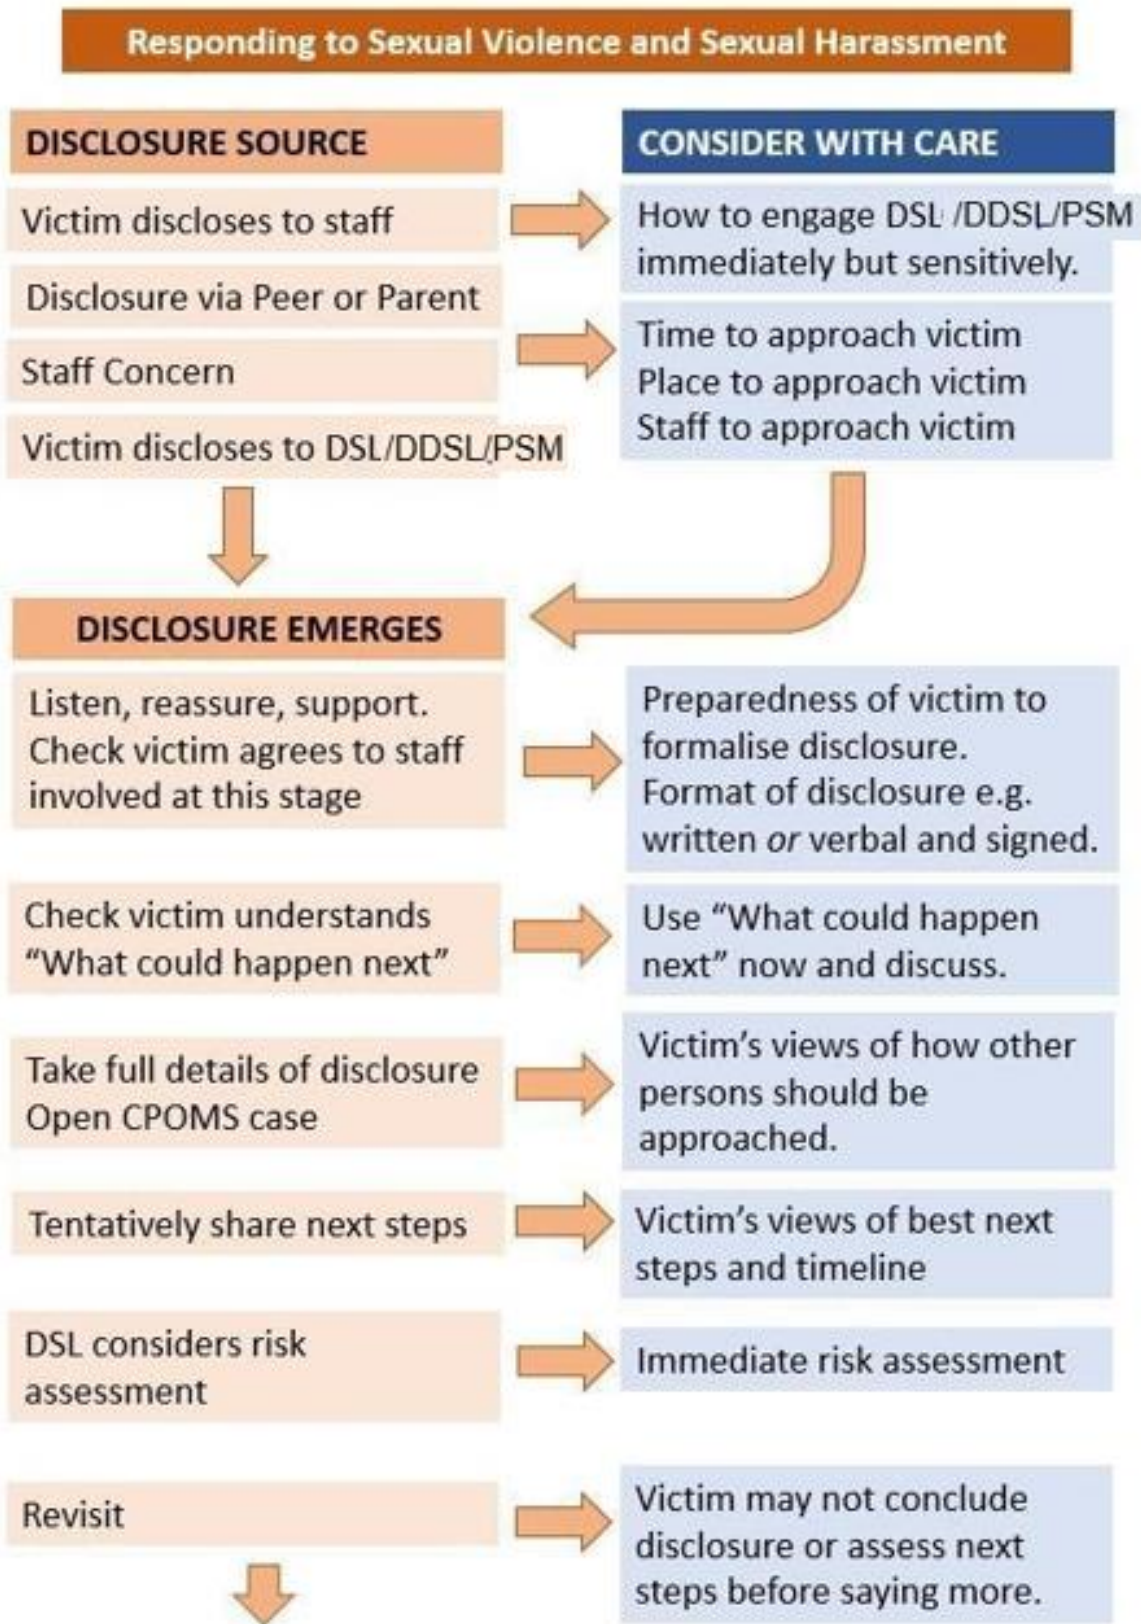 Responding to Sexual Violence and Sexual Harassment
DISCLOSURE SOURCE
CONSIDER WITH CARE
Victim discloses to staff
How to engage DSL /DDSL/PSM
immediately but sensitively.
Disclosure via Peer or Parent
Staff Concern
Time to approach victim
Place to approach victim
Staff to approach victim
Victim discloses to DSL/DDSL/PSM
DISCLOSURE EMERGES
Listen, reassure, support.
Check victim agrees to staff
involved at this stage
Preparedness of victim to
formalise disclosure.
Format of disclosure e.g.
written or verbal and signed.
Check victim understands
“What could happen next”
Use “What could happen
next” now and discuss.
Take full details of disclosure
Open CPOMS case
Victim’s views of how other
persons should be
approached.
Tentatively share next steps
Victim’s views of best next
steps and timeline
DSL considers risk
assessment
Immediate risk assessment
Revisit
Victim may not conclude
disclosure or assess next
steps before saying more.